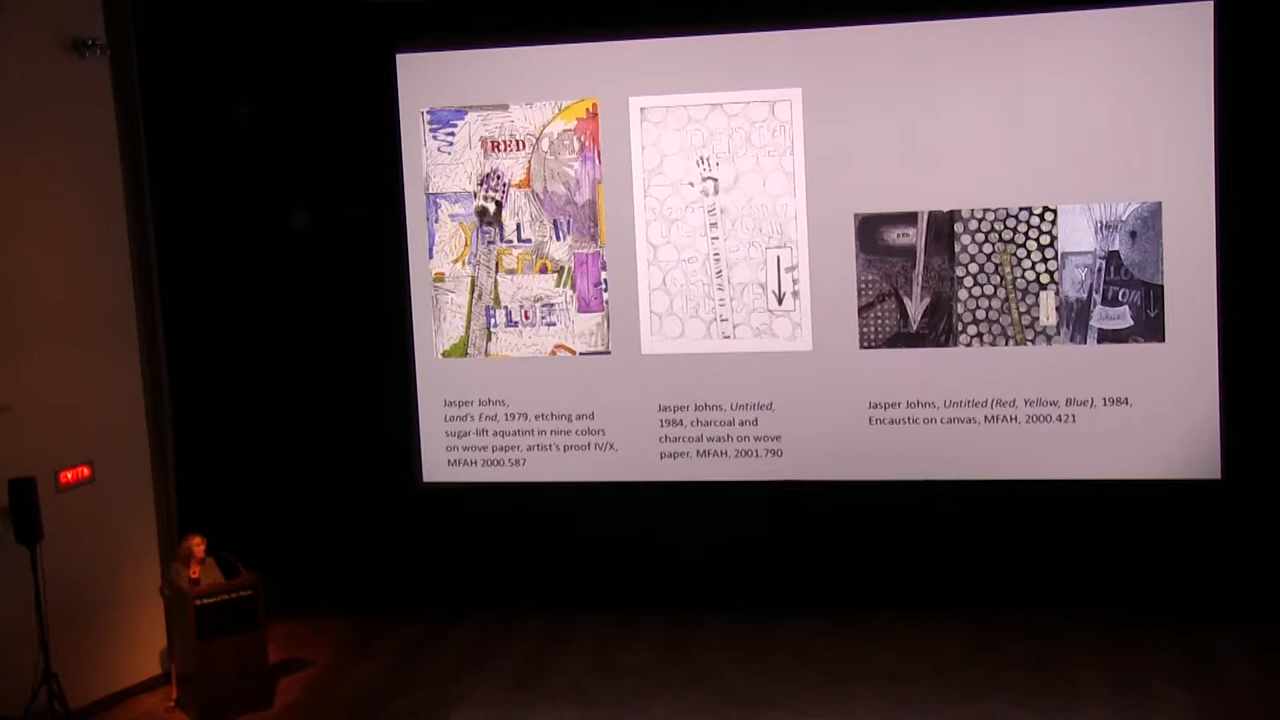 RED
YELLOW
BLUE
Jasper Johns,
Land's End, 1979, etching and
sugar-lift aquatint in nine colors
on wove paper, artist's proof IV/X,
MFAH 2000.587
Jasper Johns, Untitled,
1984, charcoal and
charcoal wash on wove
paper, MFAH, 2001.790
Jasper Johns, Untitled (Red, Yellow, Blue), 1984,
Encaustic on canvas, MFAH, 2000.421